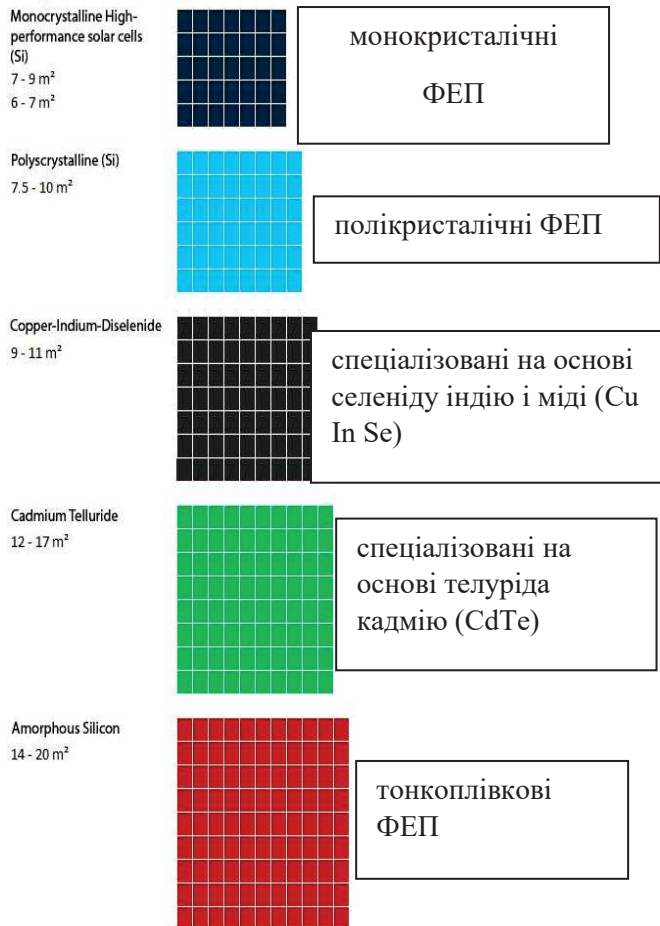 Monocrystalline High-
performance solar cells
(Si)
7 - 9 m²
6 - 7 m²
монокристалічні
ФЕП
Polyscrystalline (Si)
7.5 - 10 m²
полікристалічні ФЕП
Copper-Indium-Diselenide
9 - 11 m²
спеціалізовані на основі
селеніду індію і міді (Cu
In Se)
Cadmium Telluride
12 - 17 m²
спеціалізовані на
основі телуріда
кадмію (CdTe)
Amorphous Silicon
14 - 20 m²
тонкоплівкові
ФЕП